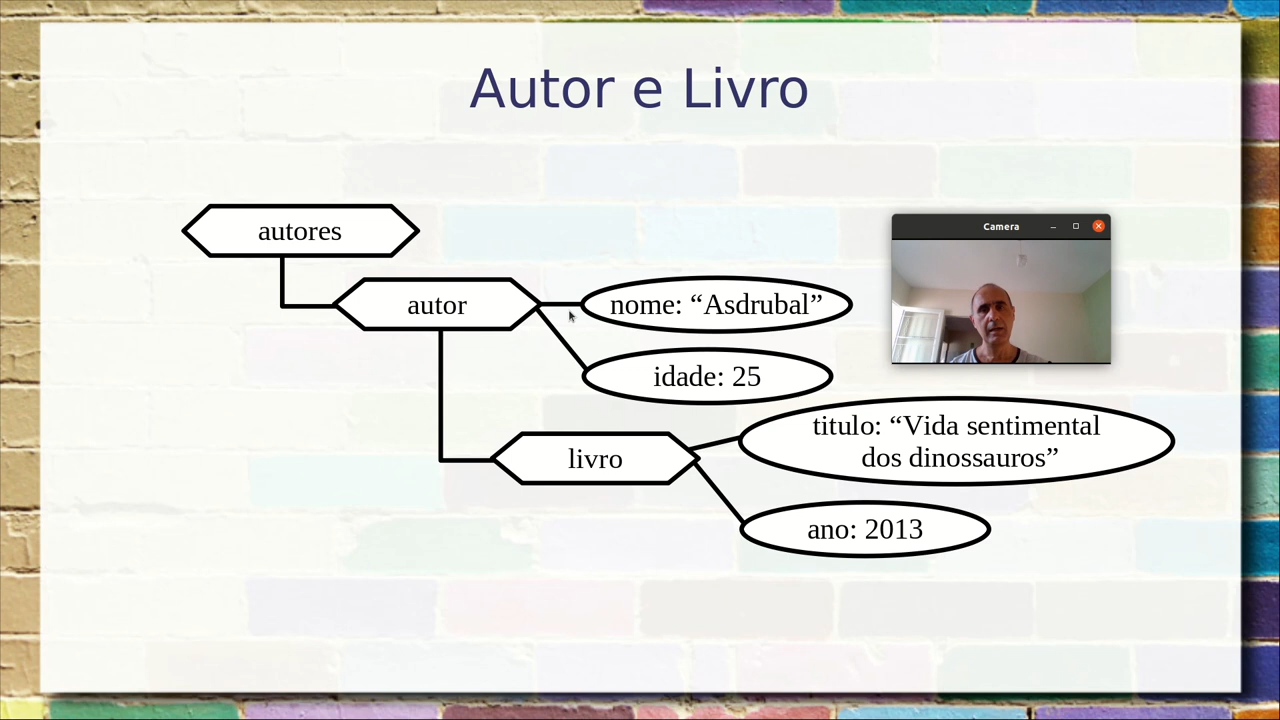 Autor e Livro
autores
Camera
autor
nome: “Asdrubal”
idade: 25
titulo: “Vida sentimental
dos dinossauros”
livro
ano: 2013